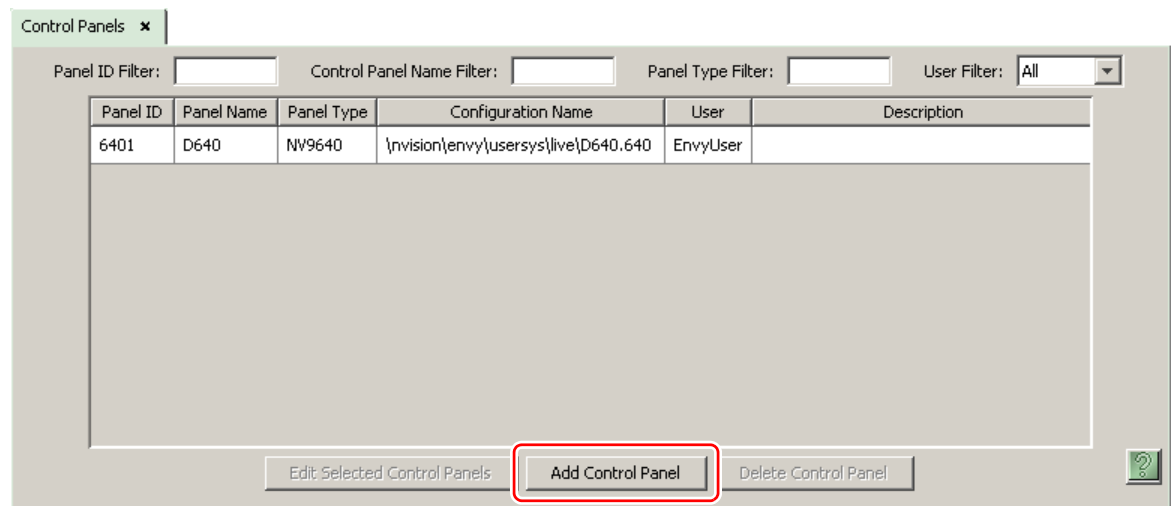 Control Panels ×
Panel ID Filter: Control Panel Name Filter: Panel Type Filter: User Filter: All
Panel ID Panel Name Panel Type Configuration Name User Description
6401 D640 NV9640 \nvision\envy\usersys\live\D640.640 EnvyUser
Edit Selected Control Panels Add Control Panel Delete Control Panel ?